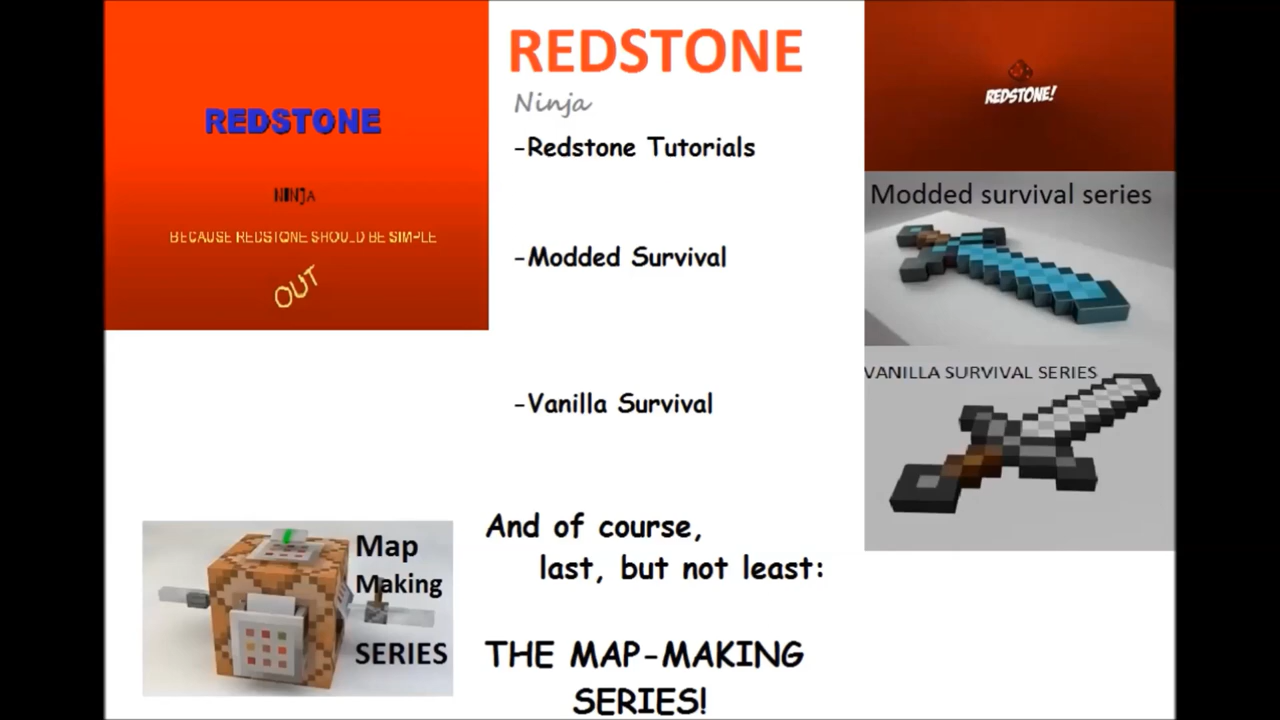 REDSTONE
NINJA
BECAUSE REDSTONE SHOULD BE SIMPLE
OUT
REDSTONE
Ninja
-Redstone Tutorials
-Modded Survival
-Vanilla Survival
REDSTONE!
Modded survival series
VANILLA SURVIVAL SERIES
Map
Making
SERIES
And of course,
last, but not least:
THE MAP-MAKING
SERIES!